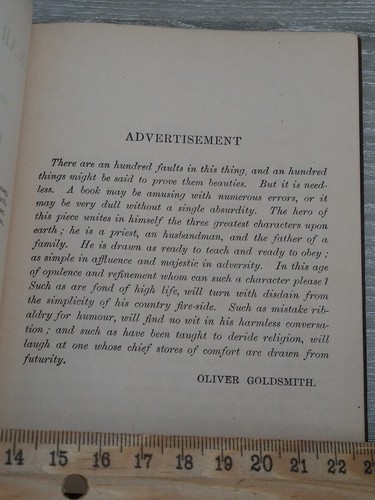 ADVERTISEMENT
There are an hundred faults in this thing, and an hundred
things might be said to prove them beauties. But it is need-
less. A book may be amusing with numerous errors, or it
may be very dull without a single absurdity. The hero of
this piece unites in himself the three greatest characters upon
earth; he is a priest, an husbandman, and the father of a
family. He is drawn as ready to teach and ready to obey;
as simple in affluence and majestic in adversity. In this age
of opulence and refinement whom can such a character please?
Such as are fond of high life, will turn with disdain from
the simplicity of his country fire-side. Such as mistake rib-
aldry for humour, will find no wit in his harmless conversa-
tion; and such as have been taught to deride religion, will
laugh at one whose chief stores of comfort are drawn from
futurity.
OLIVER GOLDSMITH.
14 15 16 17 18 19 20 21 22